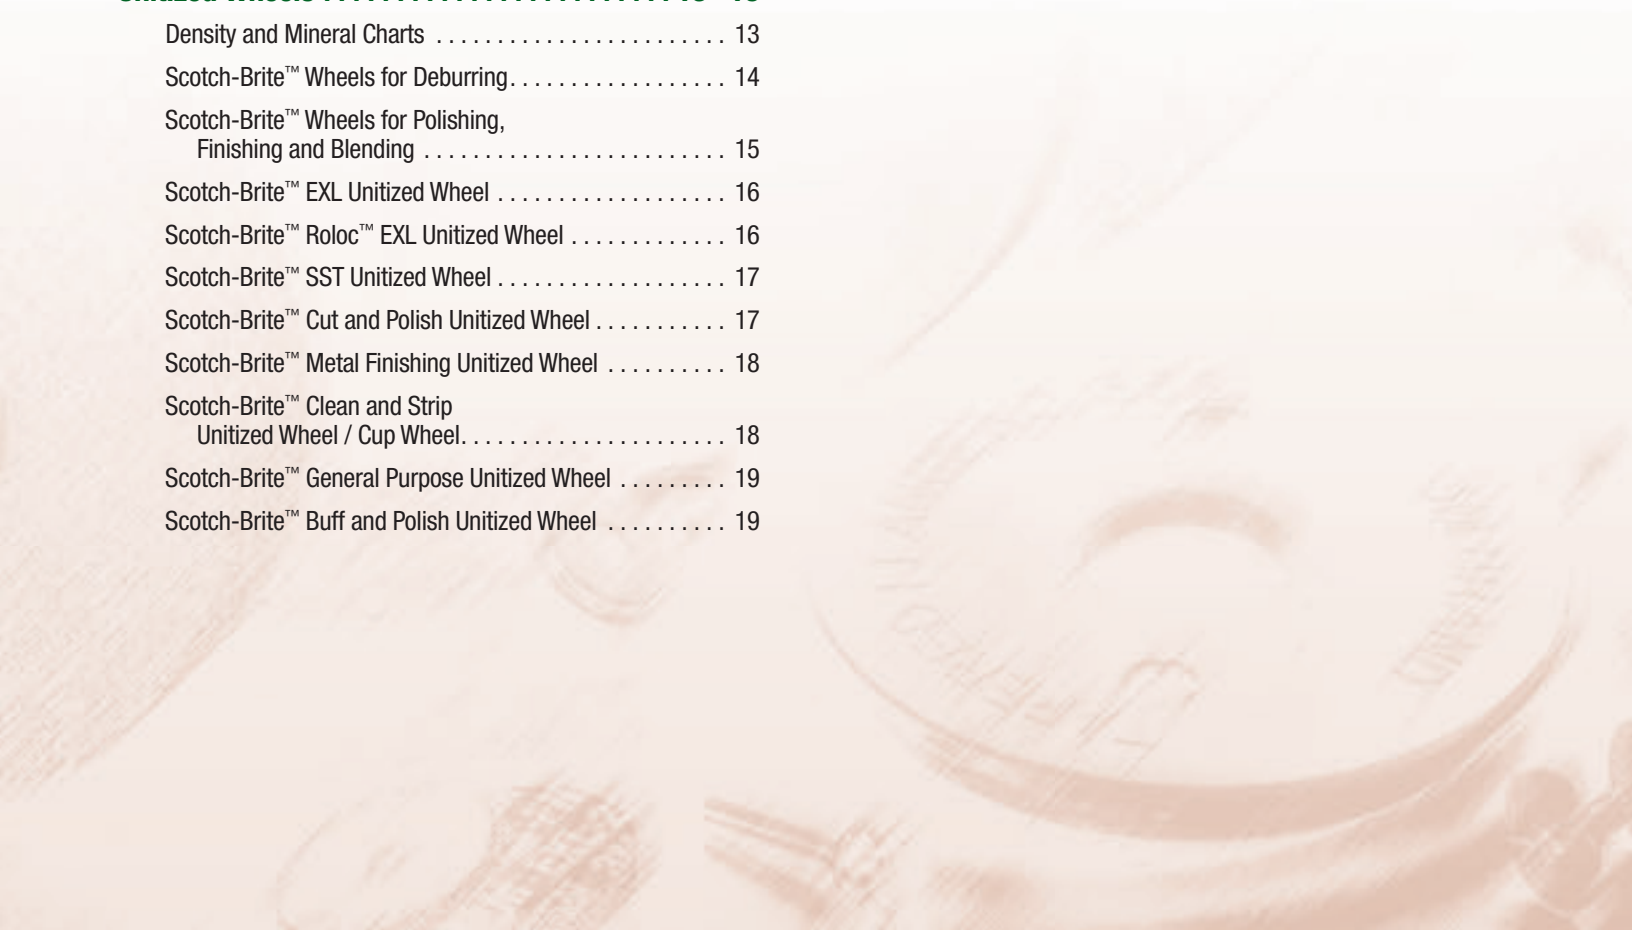 Density and Mineral Charts . . . . . . . . . . . . . . . . . . . . . . . . 13
Scotch-Brite™ Wheels for Deburring. . . . . . . . . . . . . . . . . . 14
Scotch-Brite™ Wheels for Polishing,
Finishing and Blending . . . . . . . . . . . . . . . . . . . . . . . . . 15
Scotch-Brite™ EXL Unitized Wheel . . . . . . . . . . . . . . . . . . . 16
Scotch-Brite™ Roloc™ EXL Unitized Wheel . . . . . . . . . . . . . 16
Scotch-Brite™ SST Unitized Wheel . . . . . . . . . . . . . . . . . . . 17
Scotch-Brite™ Cut and Polish Unitized Wheel . . . . . . . . . . . 17
Scotch-Brite™ Metal Finishing Unitized Wheel . . . . . . . . . . 18
Scotch-Brite™ Clean and Strip
Unitized Wheel / Cup Wheel. . . . . . . . . . . . . . . . . . . . . . 18
Scotch-Brite™ General Purpose Unitized Wheel . . . . . . . . . 19
Scotch-Brite™ Buff and Polish Unitized Wheel . . . . . . . . . . 19